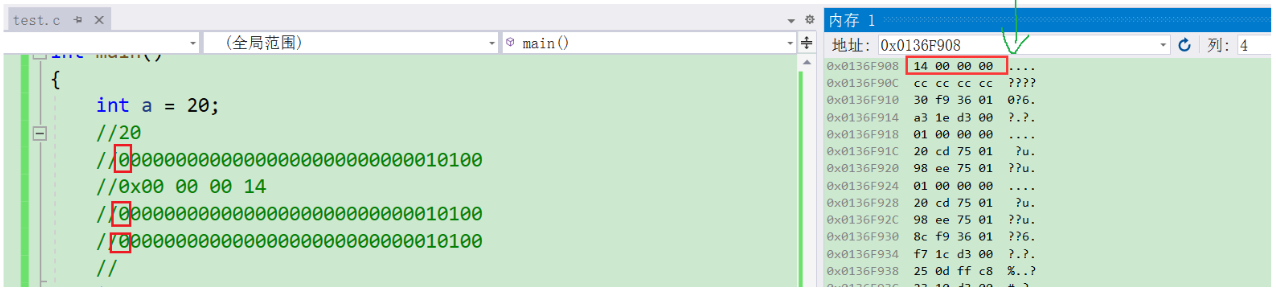 test.c
(全局范围)
main()
int main()
{
int a = 20;
//20
//00000000000000000000000000010100
//0x00 00 00 14
//00000000000000000000000000010100
//00000000000000000000000000010100
//
内存 1
地址: 0x0136F908 列: 4
0x0136F908 14 00 00 00 ....
0x0136F90C cc cc cc cc ????
0x0136F910 30 f9 36 01 0?6.
0x0136F914 a3 1e d3 00 ?.?.
0x0136F918 01 00 00 00 ....
0x0136F91C 20 cd 75 01 ?u.
0x0136F920 98 ee 75 01 ??u.
0x0136F924 01 00 00 00 ....
0x0136F928 20 cd 75 01 ?u.
0x0136F92C 98 ee 75 01 ??u.
0x0136F930 8c f9 36 01 ??6.
0x0136F934 f7 1c d3 00 ?.?.
0x0136F938 25 0d ff c8 %..?